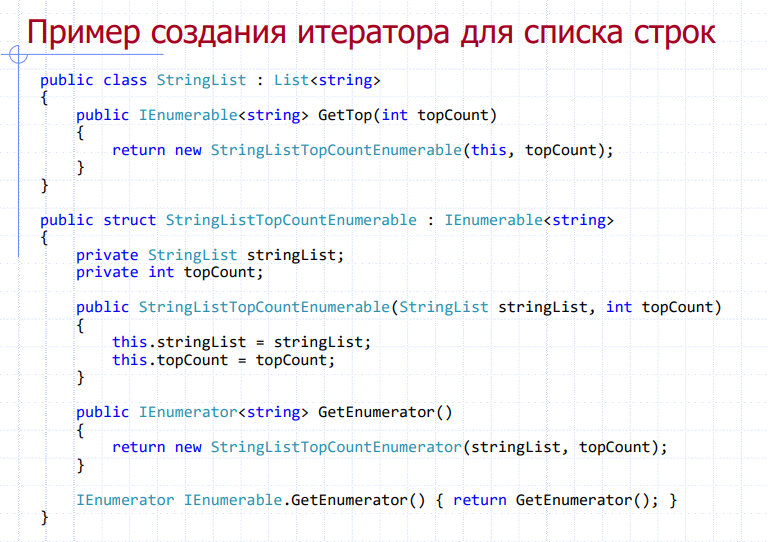 Пример создания итератора для списка строк
public class StringList : List<string>
{
    public IEnumerable<string> GetTop(int topCount)
    {
        return new StringListTopCountEnumerable(this, topCount);
    }
}
public struct StringListTopCountEnumerable : IEnumerable<string>
{
    private StringList stringList;
    private int topCount;
    public StringListTopCountEnumerable(StringList stringList, int topCount)
    {
        this.stringList = stringList;
        this.topCount = topCount;
    }
    public IEnumerator<string> GetEnumerator()
    {
        return new StringListTopCountEnumerator(stringList, topCount);
    }
    IEnumerator IEnumerable.GetEnumerator() { return GetEnumerator(); }
}